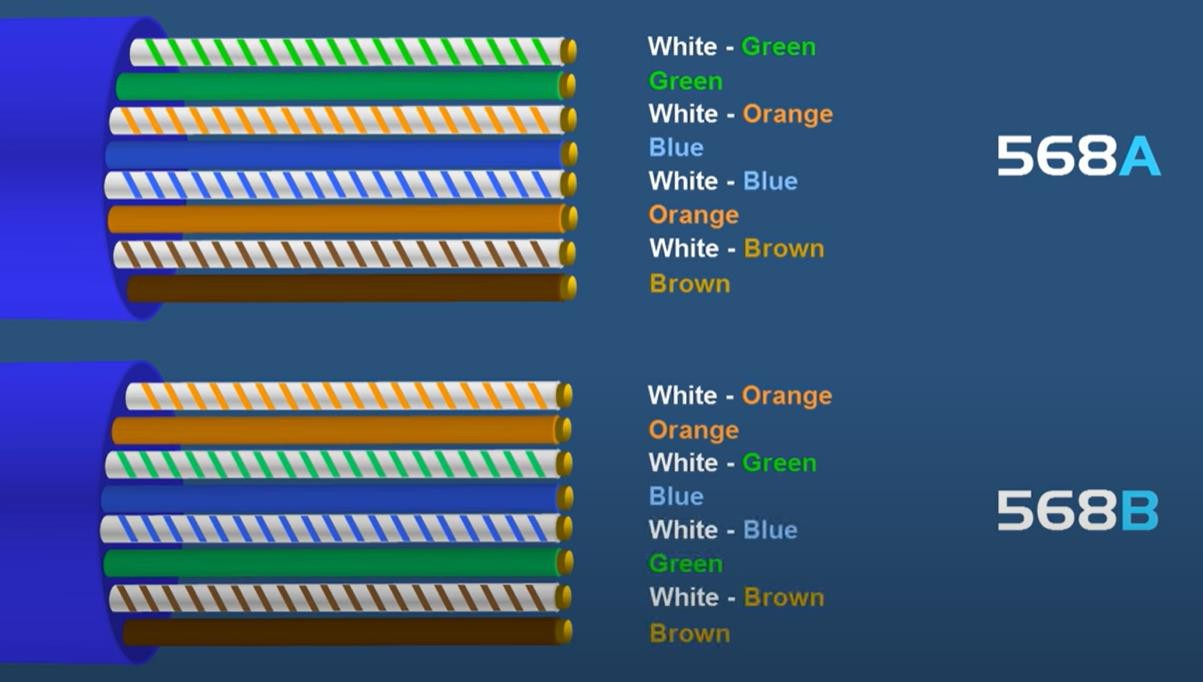 White - Green
Green
White - Orange
Blue
White - Blue
Orange
White - Brown
Brown
568A
White - Orange
Orange
White - Green
Blue
White - Blue
Green
White - Brown
Brown
568B